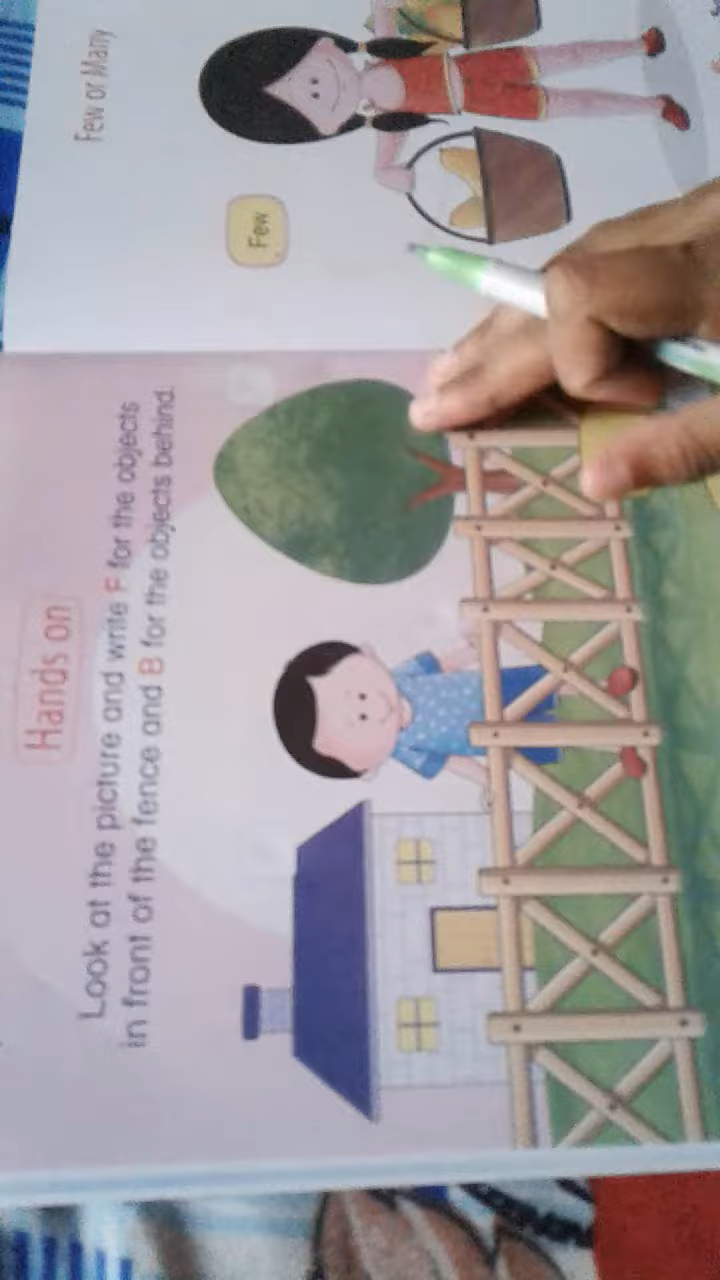 Few or Many
Few
Hands on
Look at the picture and write F for the objects
in front of the fence and B for the objects behind.